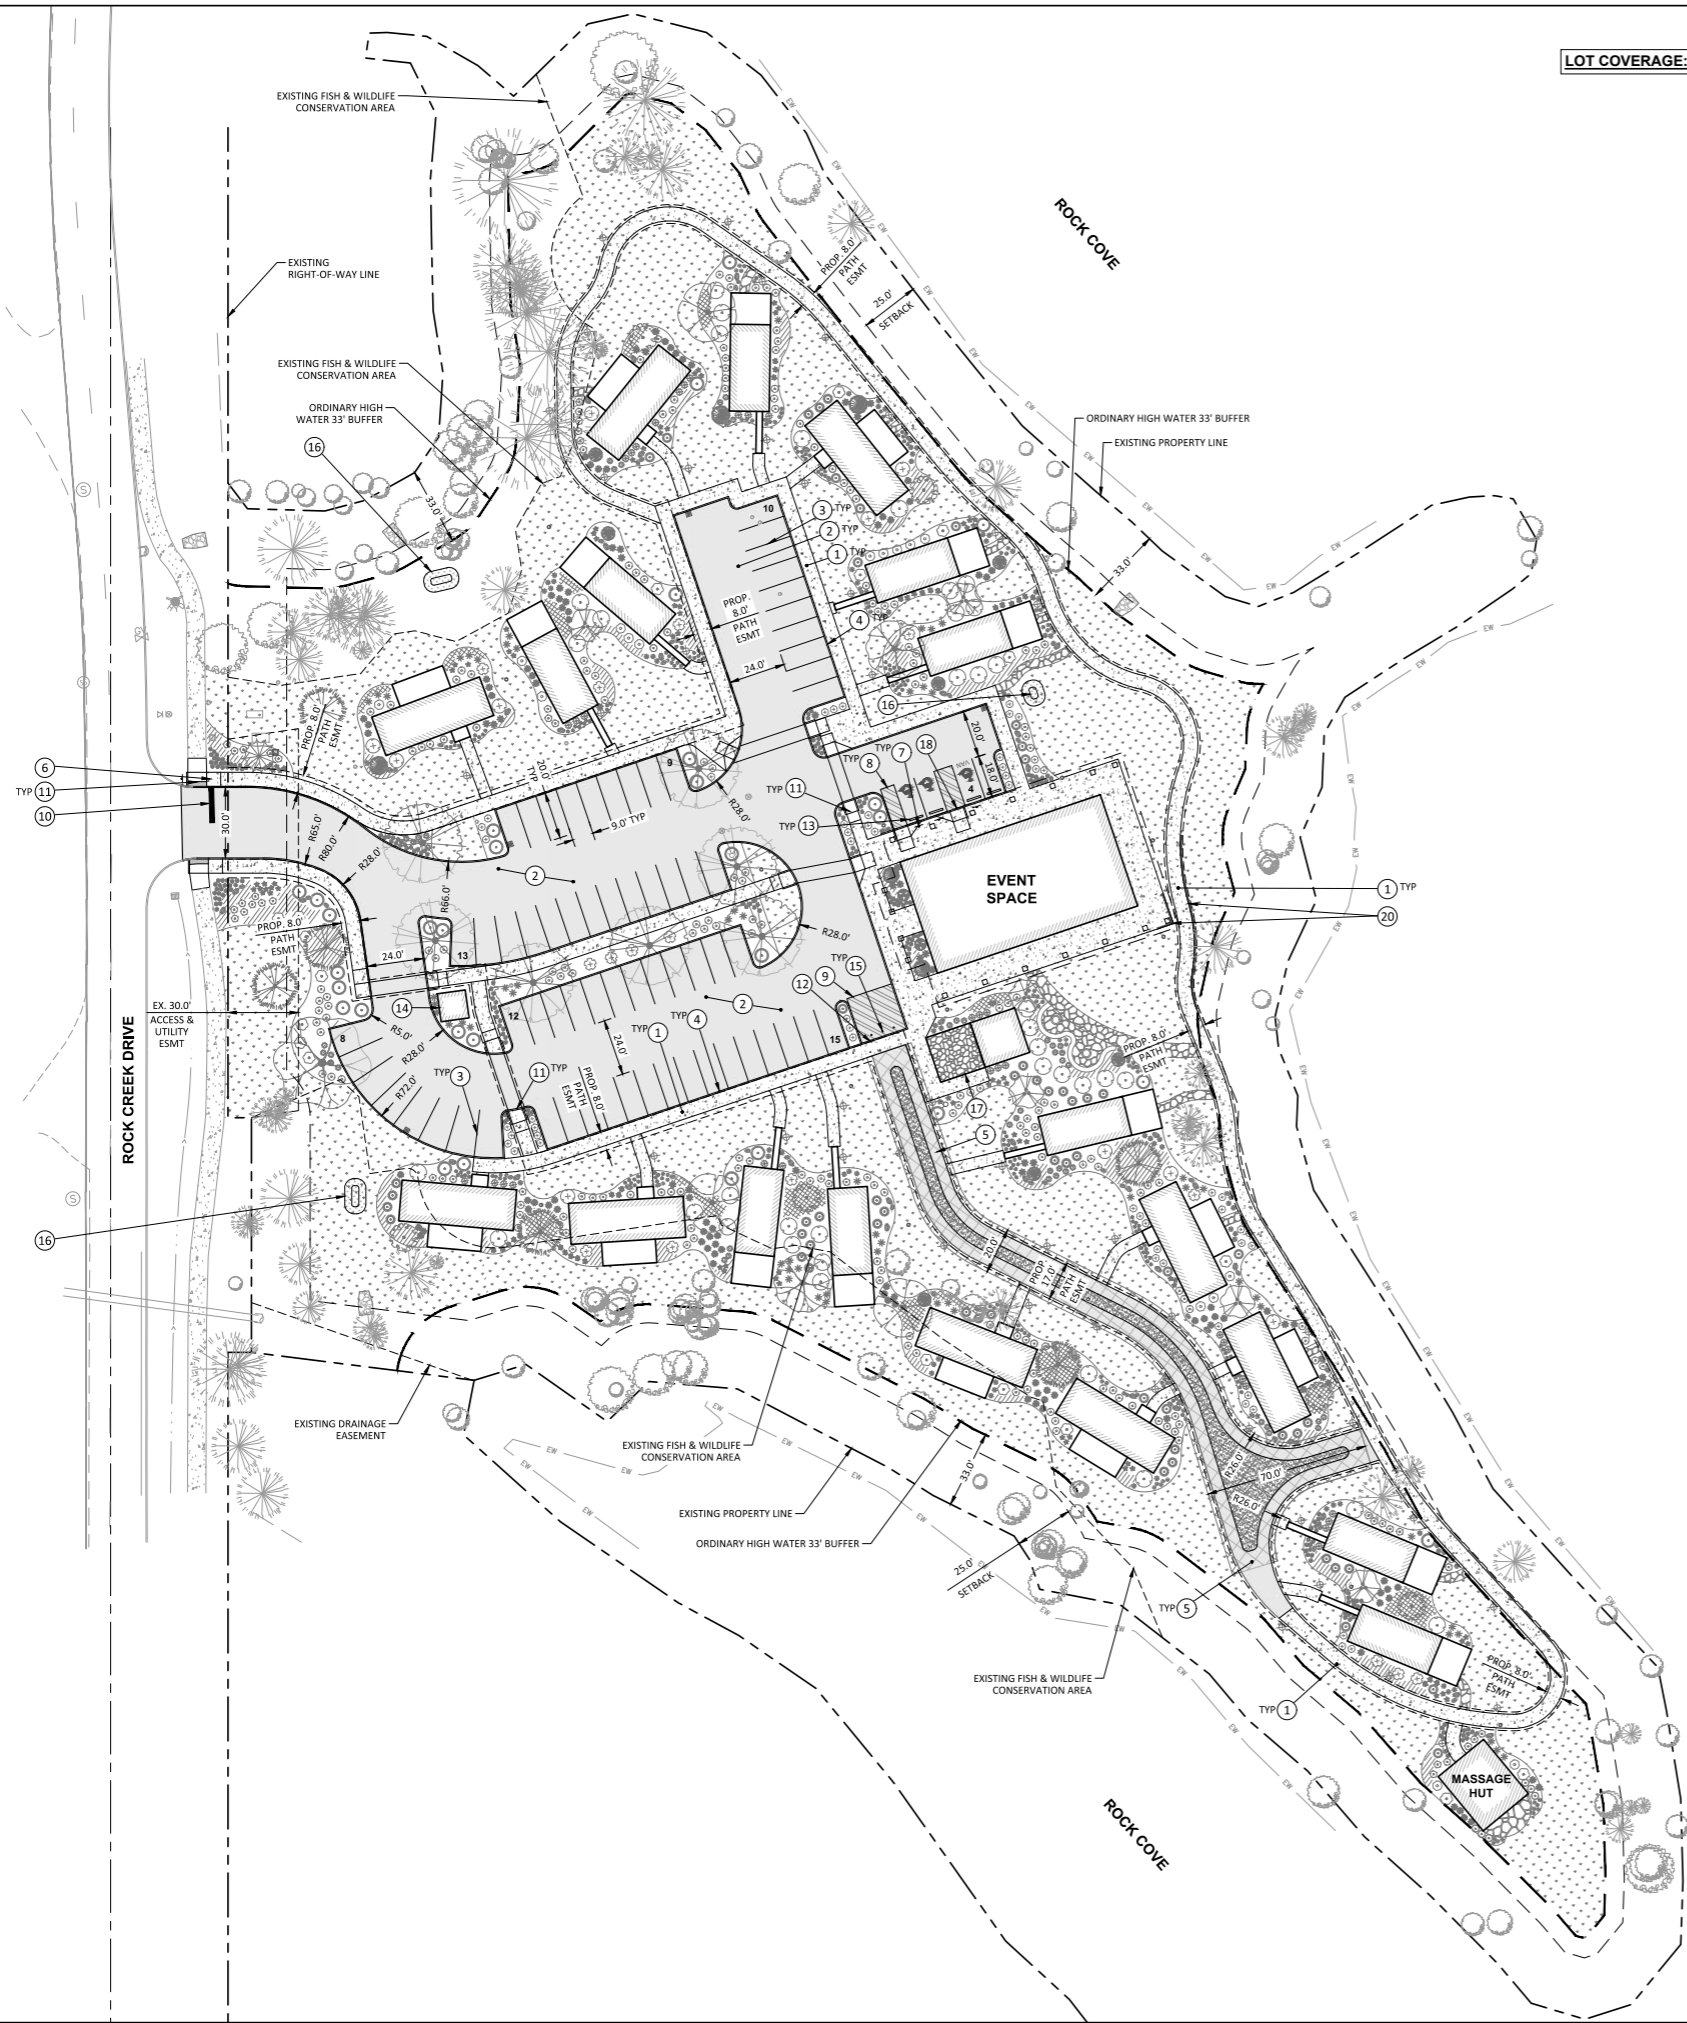 LOT COVERAGE:
EXISTING FISH & WILDLIFE
CONSERVATION AREA
ROCK COVE
EXISTING
RIGHT-OF-WAY LINE
PROP. 8.0'
PATH
ESMT
25.0'
SETBACK
EXISTING FISH & WILDLIFE
CONSERVATION AREA
ORDINARY HIGH
WATER 33' BUFFER
16
33.0'
ORDINARY HIGH WATER 33' BUFFER
EXISTING PROPERTY LINE
33.0'
10
3 TYP
2 TYP
1 TYP
PROP.
8.0'
PATH
ESMT
4 TYP
24.0'
16
PROP. 8.0'
PATH
ESMT
6
TYP 11
10
30.0'
R65.0'
R80.0'
R28.0'
R66.0'
20.0'
TYP
9
9.0' TYP
R28.0'
2
TYP
7
18
TYP
8
20.0'
18.0'
VAN
4
TYP 11
TYP 13
EVENT
SPACE
1 TYP
20
PROP. 8.0'
PATH
ESMT
24.0'
13
R28.0'
TYP
15
9
12
EX. 30.0'
ACCESS &
UTILITY
ESMT
14
12
2
8
R5.0'
R28.0'
R72.0'
TYP 3
TYP
1
TYP
4
24.0'
15
11 TYP
PROP. 8.0'
PATH
ESMT
PROP. 8.0'
PATH
ESMT
17
5
ROCK CREEK DRIVE
16
20.0'
PROP.
17.0'
PATH
ESMT
EXISTING DRAINAGE
EASEMENT
EXISTING FISH & WILDLIFE
CONSERVATION AREA
33.0'
R26.0'
70.0'
R26.0'
EXISTING PROPERTY LINE
ORDINARY HIGH WATER 33' BUFFER
25.0'
SETBACK
TYP 5
EXISTING FISH & WILDLIFE
CONSERVATION AREA
TYP 1
PROP. 8.0'
PATH
ESMT
MASSAGE
HUT
ROCK COVE